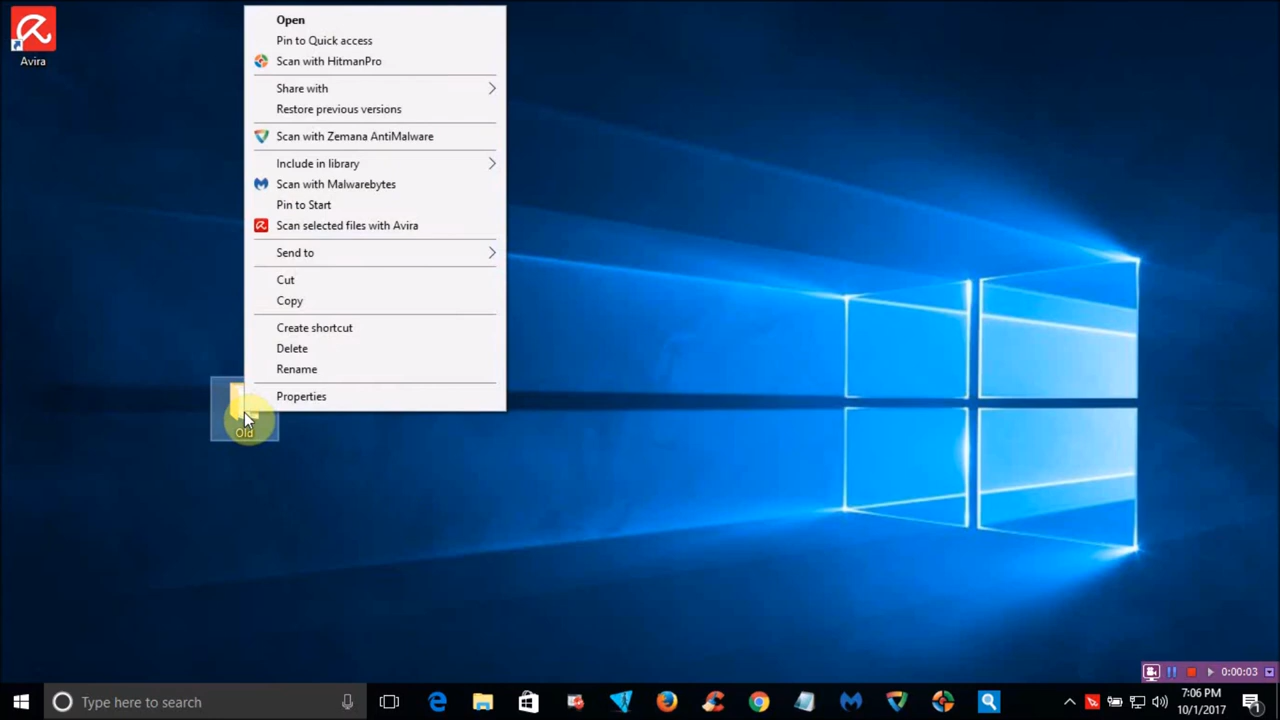 Avira
Open
Pin to Quick access
Scan with HitmanPro
Share with
Restore previous versions
Scan with Zemana AntiMalware
Include in library
Scan with Malwarebytes
Pin to Start
Scan selected files with Avira
Send to
Cut
Copy
Create shortcut
Delete
Rename
Properties
Old
0:00:03
Type here to search
7:06 PM
10/1/2017
1